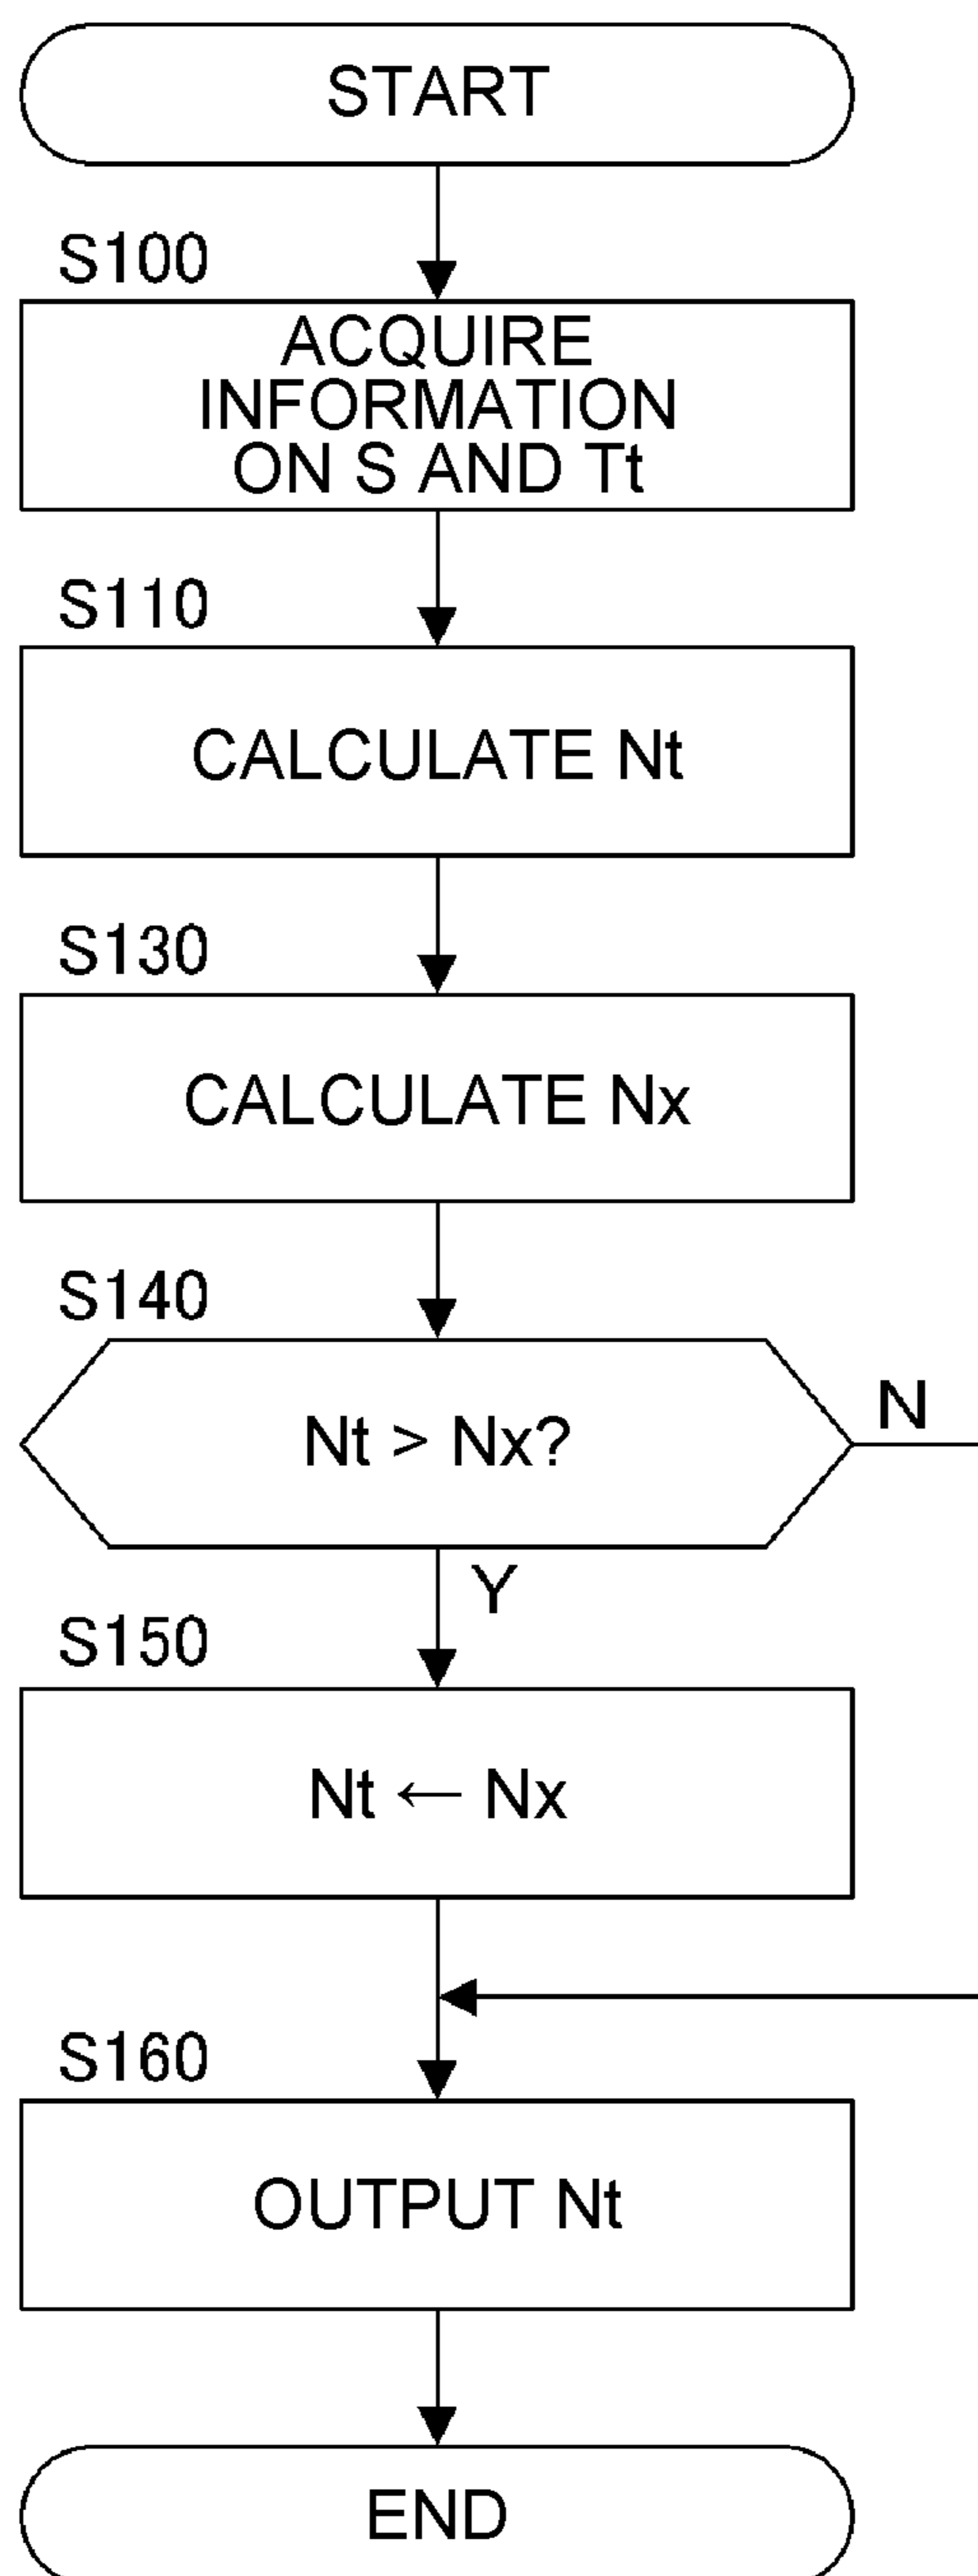 START
S100
ACQUIRE
INFORMATION
ON S AND Tt
S110
CALCULATE Nt
S130
CALCULATE Nx
S140
Nt > Nx?
N
Y
S150
Nt ← Nx
S160
OUTPUT Nt
END